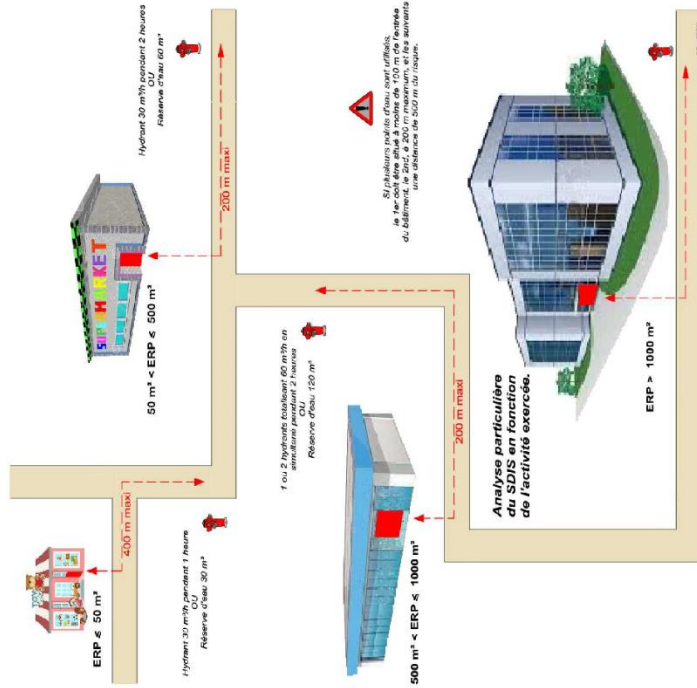 TOY
ERP ≤ 50 m²
400 m maxi
Hydrant 30 m³/h pendant 1 heure
OU
Réserve d'eau 30 m³
SUPERMARKET
50 m² < ERP ≤ 500 m²
200 m maxi
Hydrant 30 m³/h pendant 2 heures
OU
Réserve d'eau 60 m³
500 m² < ERP ≤ 1000 m²
200 m maxi
1 ou 2 hydrants totalisant 60 m³/h en
simultané pendant 2 heures
OU
Réserve d'eau 120 m³
Si plusieurs points d'eau sont utilisés,
le 1er doit être situé à moins de 100 m de l'entrée
du bâtiment, le 2nd, à 200 m maximum, et les suivants
une distance de 500 m du risque.
Analyse particulière
du SDIS en fonction
de l'activité exercée.
ERP > 1000 m²